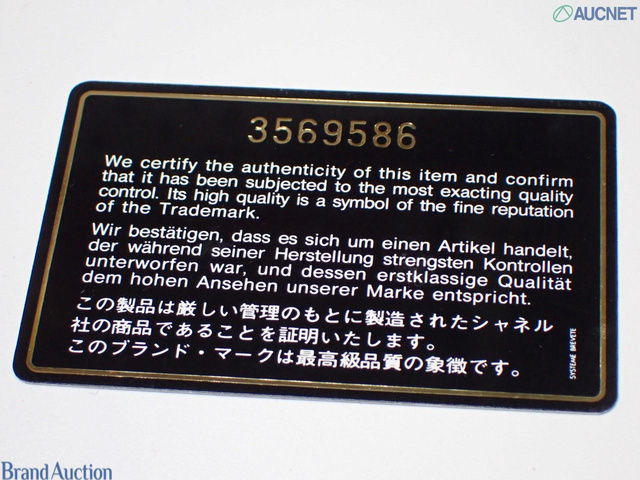 AUCNET
3569586
We certify the authenticity of this item and confirm
that it has been subjected to the most exacting quality
control. Its high quality is a symbol of the fine reputation
of the Trademark.
Wir bestätigen, dass es sich um einen Artikel handelt,
der während seiner Herstellung strengsten Kontrollen
unterworfen war, und dessen erstklassige Qualität
dem hohen Ansehen unserer Marke entspricht.
この製品は厳しい管理のもとに製造されたシャネル
社の商品であることを証明いたします。
このブランド・マークは最高級品質の象徴です。
SYSTEME BREVETE
Brand Auction